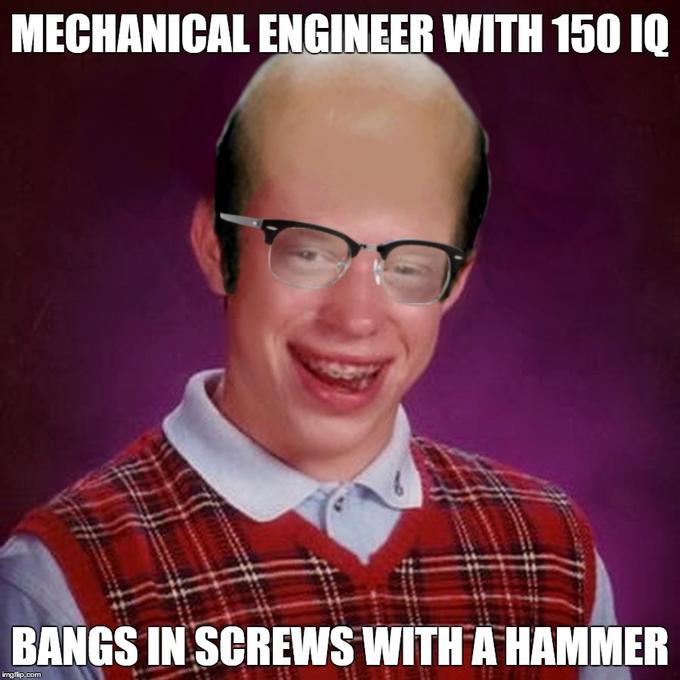 MECHANICAL ENGINEER WITH 150 IQ
BANGS IN SCREWS WITH A HAMMER
imgflip.com